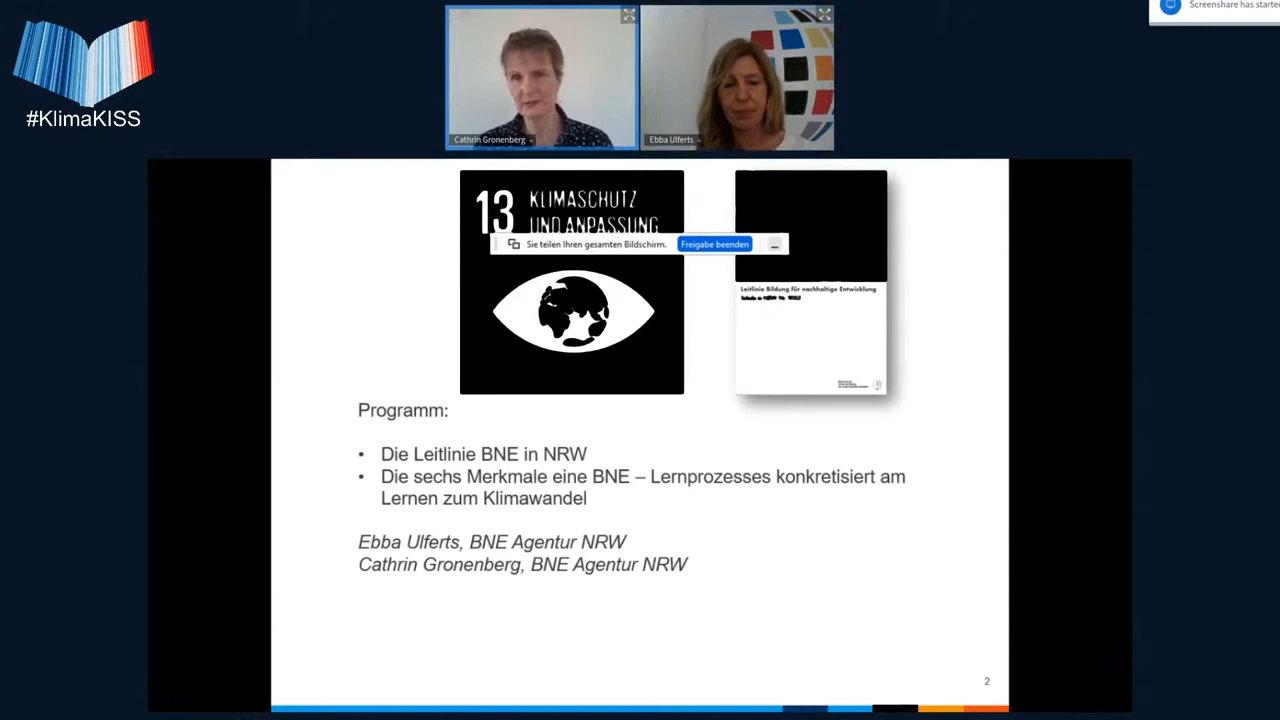 Screenshare has started
#KlimaKISS
Cathrin Gronenberg
Ebba Ulferts
13 KLIMASCHUTZ
UND ANPASSUNG
Sie teilen Ihren gesamten Bildschirm.
Freigabe beenden
Leitlinie Bildung für nachhaltige Entwicklung
Programm:
• Die Leitlinie BNE in NRW
• Die sechs Merkmale eine BNE – Lernprozesses konkretisiert am
Lernen zum Klimawandel
Ebba Ulferts, BNE Agentur NRW
Cathrin Gronenberg, BNE Agentur NRW
2